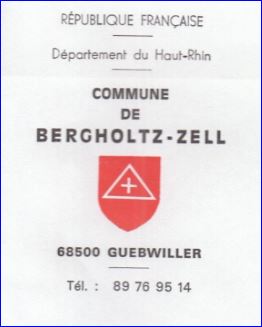 RÉPUBLIQUE FRANÇAISE
Département du Haut-Rhin
COMMUNE
DE
BERGHOLTZ-ZELL
68500 GUEBWILLER
Tél. : 89 76 95 14